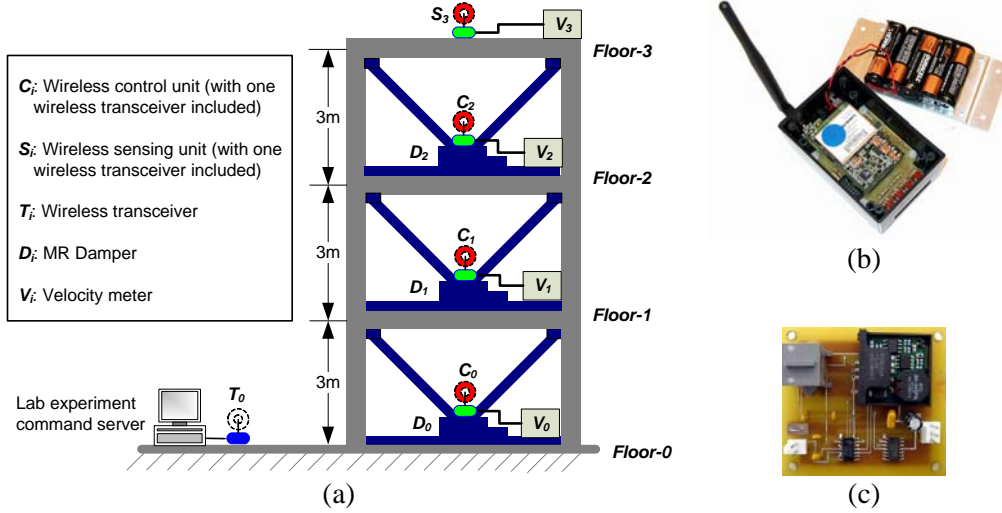 S3
V3
Floor-3
Ci: Wireless control unit (with one
wireless transceiver included)
Si: Wireless sensing unit (with one
wireless transceiver included)
Ti: Wireless transceiver
Di: MR Damper
Vi: Velocity meter
3m
C2
D2
V2
Floor-2
3m
C1
D1
V1
Floor-1
3m
C0
D0
V0
Floor-0
Lab experiment
command server
T0
(a)
(b)
(c)